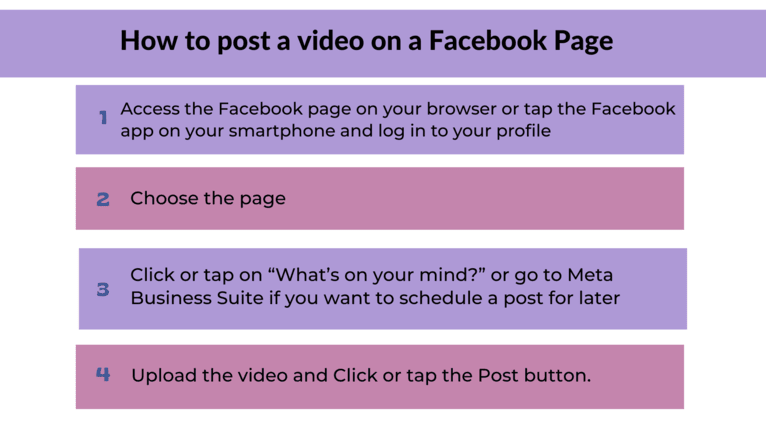 How to post a video on a Facebook Page
1 Access the Facebook page on your browser or tap the Facebook
app on your smartphone and log in to your profile
2 Choose the page
3 Click or tap on “What’s on your mind?” or go to Meta
Business Suite if you want to schedule a post for later
4 Upload the video and Click or tap the Post button.